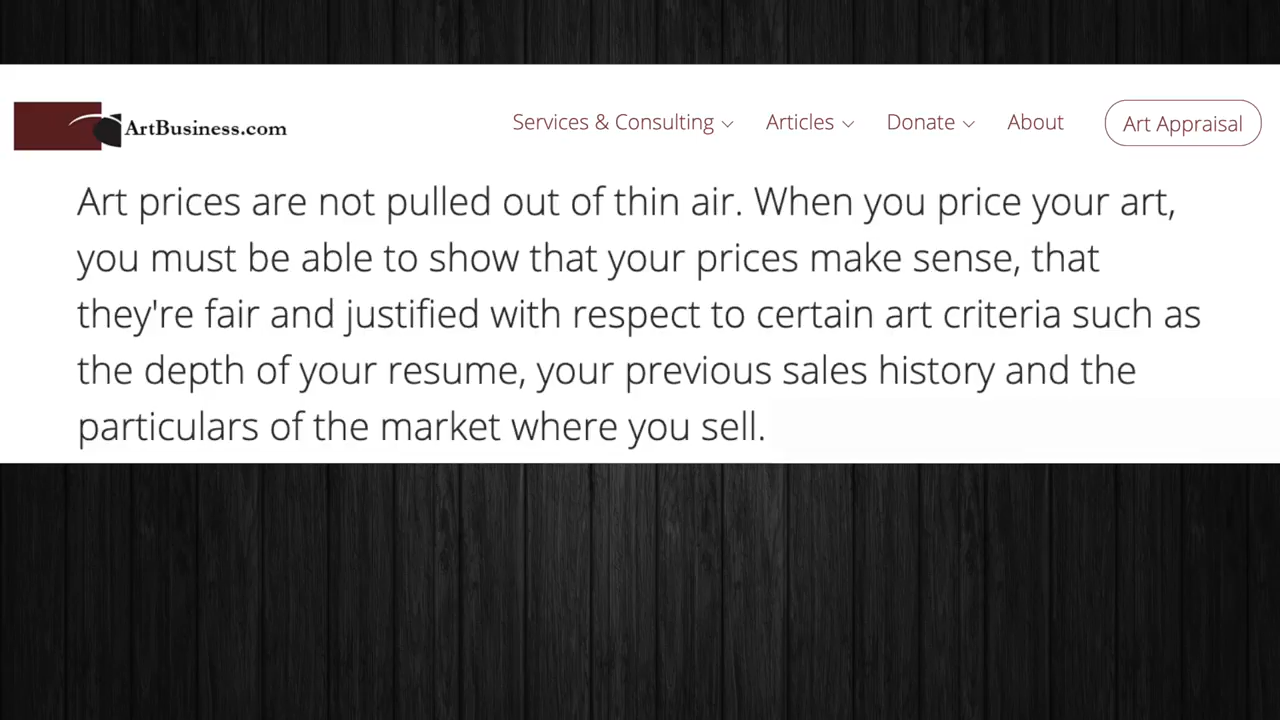 ArtBusiness.com
Services & Consulting Articles Donate About Art Appraisal
Art prices are not pulled out of thin air. When you price your art,
you must be able to show that your prices make sense, that
they're fair and justified with respect to certain art criteria such as
the depth of your resume, your previous sales history and the
particulars of the market where you sell.